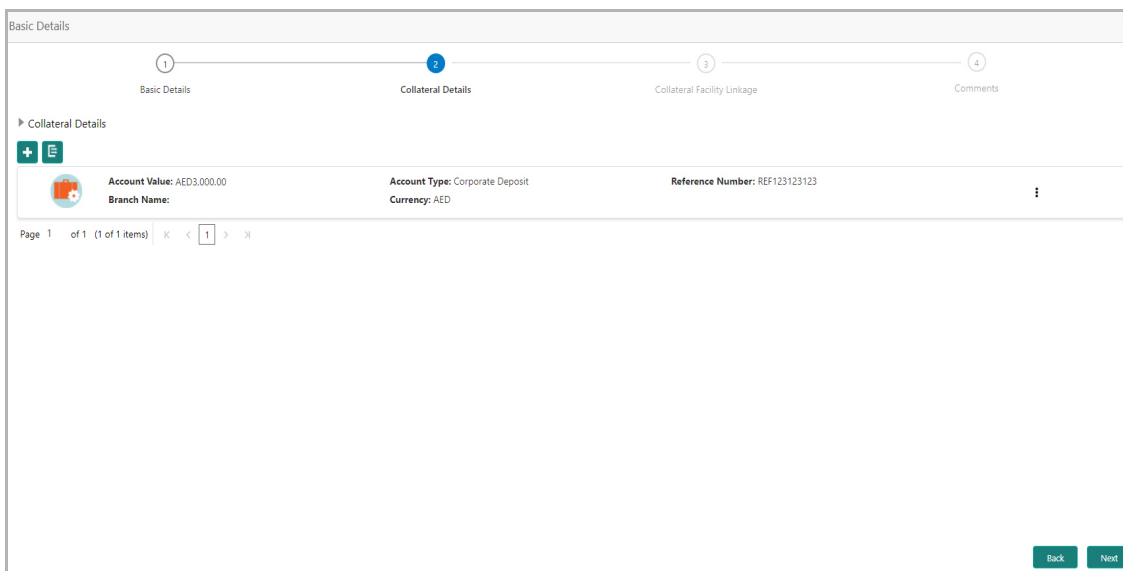 Basic Details
1 2 3 4
Basic Details Collateral Details Collateral Facility Linkage Comments
Collateral Details
Account Value: AED3,000.00 Account Type: Corporate Deposit Reference Number: REF123123123
Branch Name: Currency: AED
Page 1 of 1 (1 of 1 items) 1
Back Next